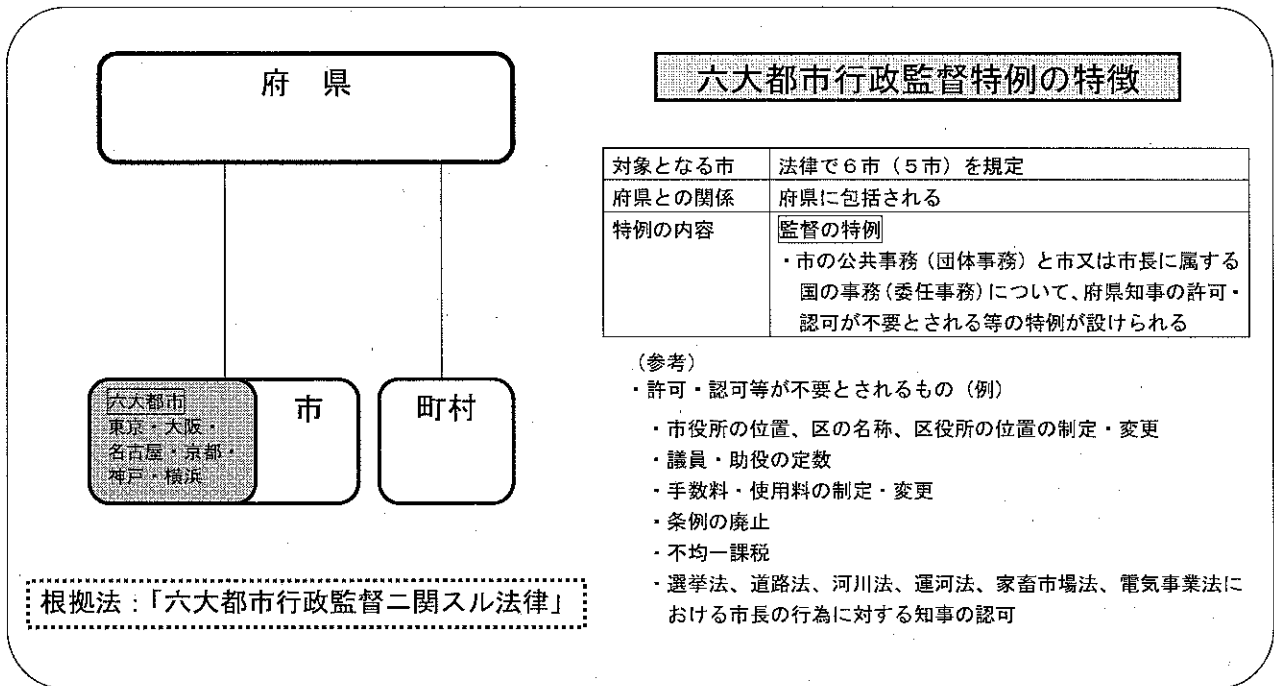 府 県
六大都市
東京・大阪・
名古屋・京都・
神戸・横浜
市
町村
根拠法：「六大都市行政監督ニ関スル法律」
六大都市行政監督特例の特徴
対象となる市 法律で６市（５市）を規定
府県との関係 府県に包括される
特例の内容 監督の特例
・市の公共事務（団体事務）と市又は市長に属する
国の事務（委任事務）について、府県知事の許可・
認可が不要とされる等の特例が設けられる
（参考）
・許可・認可等が不要とされるもの（例）
・市役所の位置、区の名称、区役所の位置の制定・変更
・議員・助役の定数
・手数料・使用料の制定・変更
・条例の廃止
・不均一課税
・選挙法、道路法、河川法、運河法、家畜市場法、電気事業法に
おける市長の行為に対する知事の認可